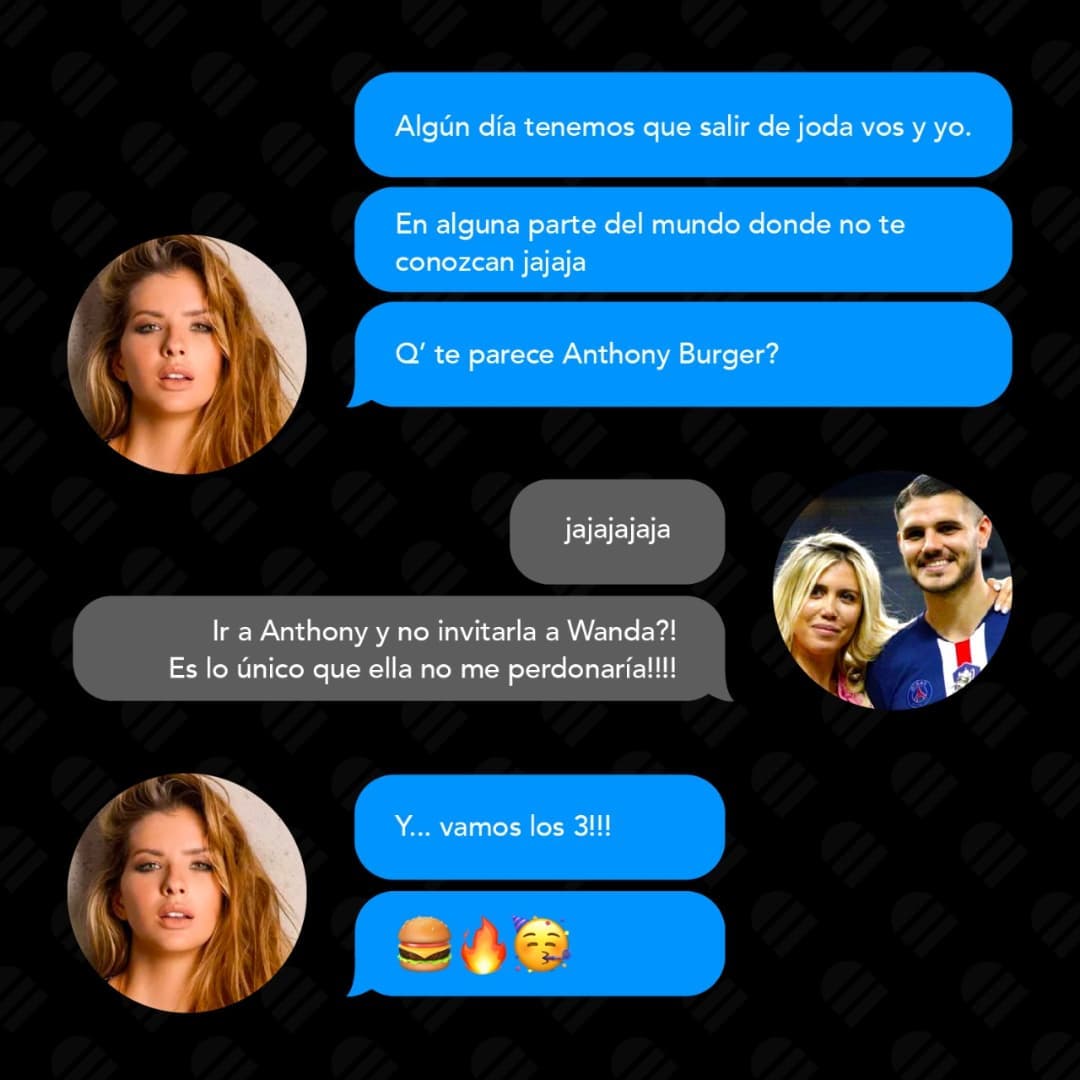 Algún día tenemos que salir de joda vos y yo.
En alguna parte del mundo donde no te
conozcan jajaja
Q’ te parece Anthony Burger?
jajajajaja
Ir a Anthony y no invitarla a Wanda?!
Es lo único que ella no me perdonaría!!!!
Y... vamos los 3!!!